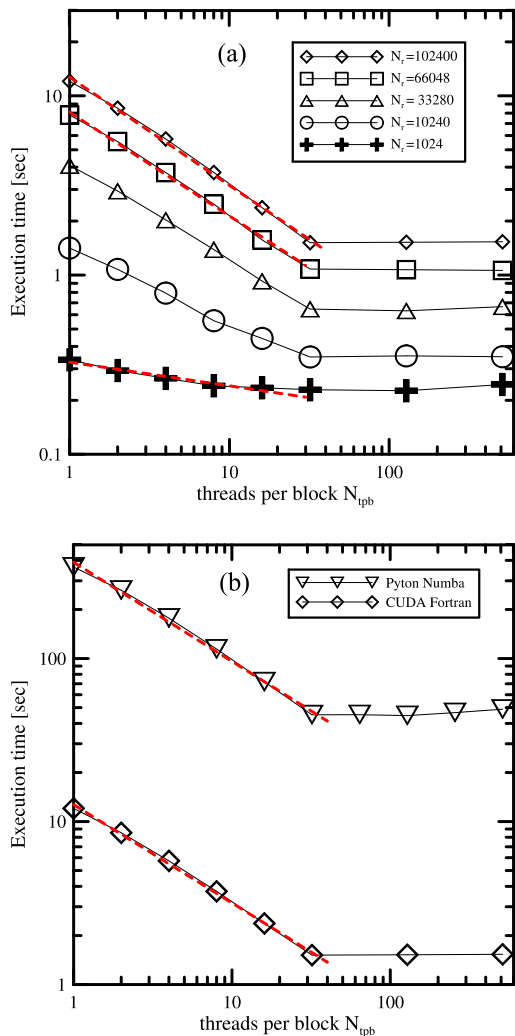 (a)
N_r=102400
N_r=66048
N_r= 33280
N_r=10240
N_r=1024
Execution time [sec]
10
1
0.1
1
10
100
threads per block N_tpb
(b)
Pyton Numba
CUDA Fortran
Execution time [sec]
100
10
1
1
10
100
threads per block N_tpb